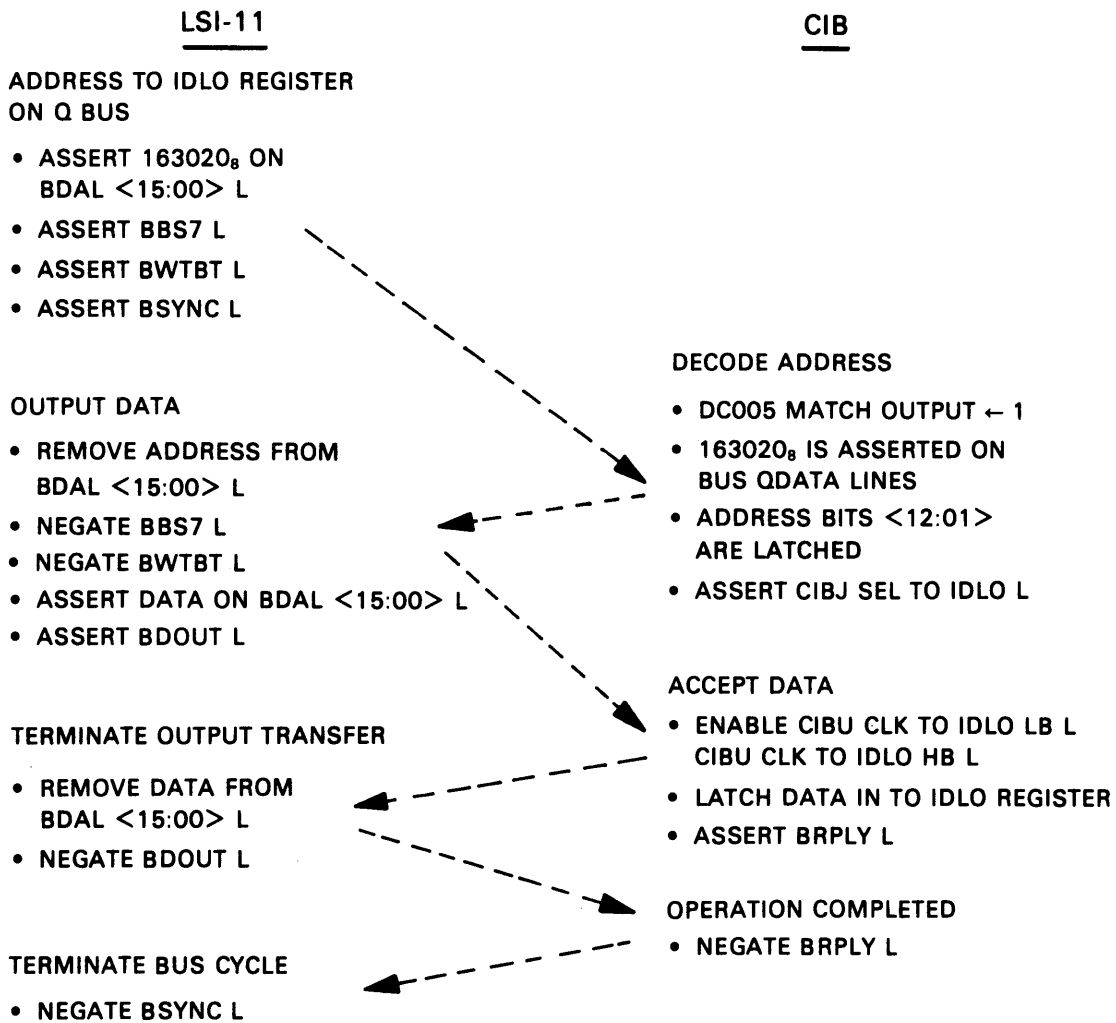 LSI-11
CIB
ADDRESS TO IDLO REGISTER
ON Q BUS
• ASSERT 163020₈ ON
BDAL <15:00> L
• ASSERT BBS7 L
• ASSERT BWTBT L
• ASSERT BSYNC L
DECODE ADDRESS
• DC005 MATCH OUTPUT ← 1
• 163020₈ IS ASSERTED ON
BUS QDATA LINES
• ADDRESS BITS <12:01>
ARE LATCHED
• ASSERT CIBJ SEL TO IDLO L
OUTPUT DATA
• REMOVE ADDRESS FROM
BDAL <15:00> L
• NEGATE BBS7 L
• NEGATE BWTBT L
• ASSERT DATA ON BDAL <15:00> L
• ASSERT BDOUT L
ACCEPT DATA
• ENABLE CIBU CLK TO IDLO LB L
CIBU CLK TO IDLO HB L
• LATCH DATA IN TO IDLO REGISTER
• ASSERT BRPLY L
TERMINATE OUTPUT TRANSFER
• REMOVE DATA FROM
BDAL <15:00> L
• NEGATE BDOUT L
OPERATION COMPLETED
• NEGATE BRPLY L
TERMINATE BUS CYCLE
• NEGATE BSYNC L